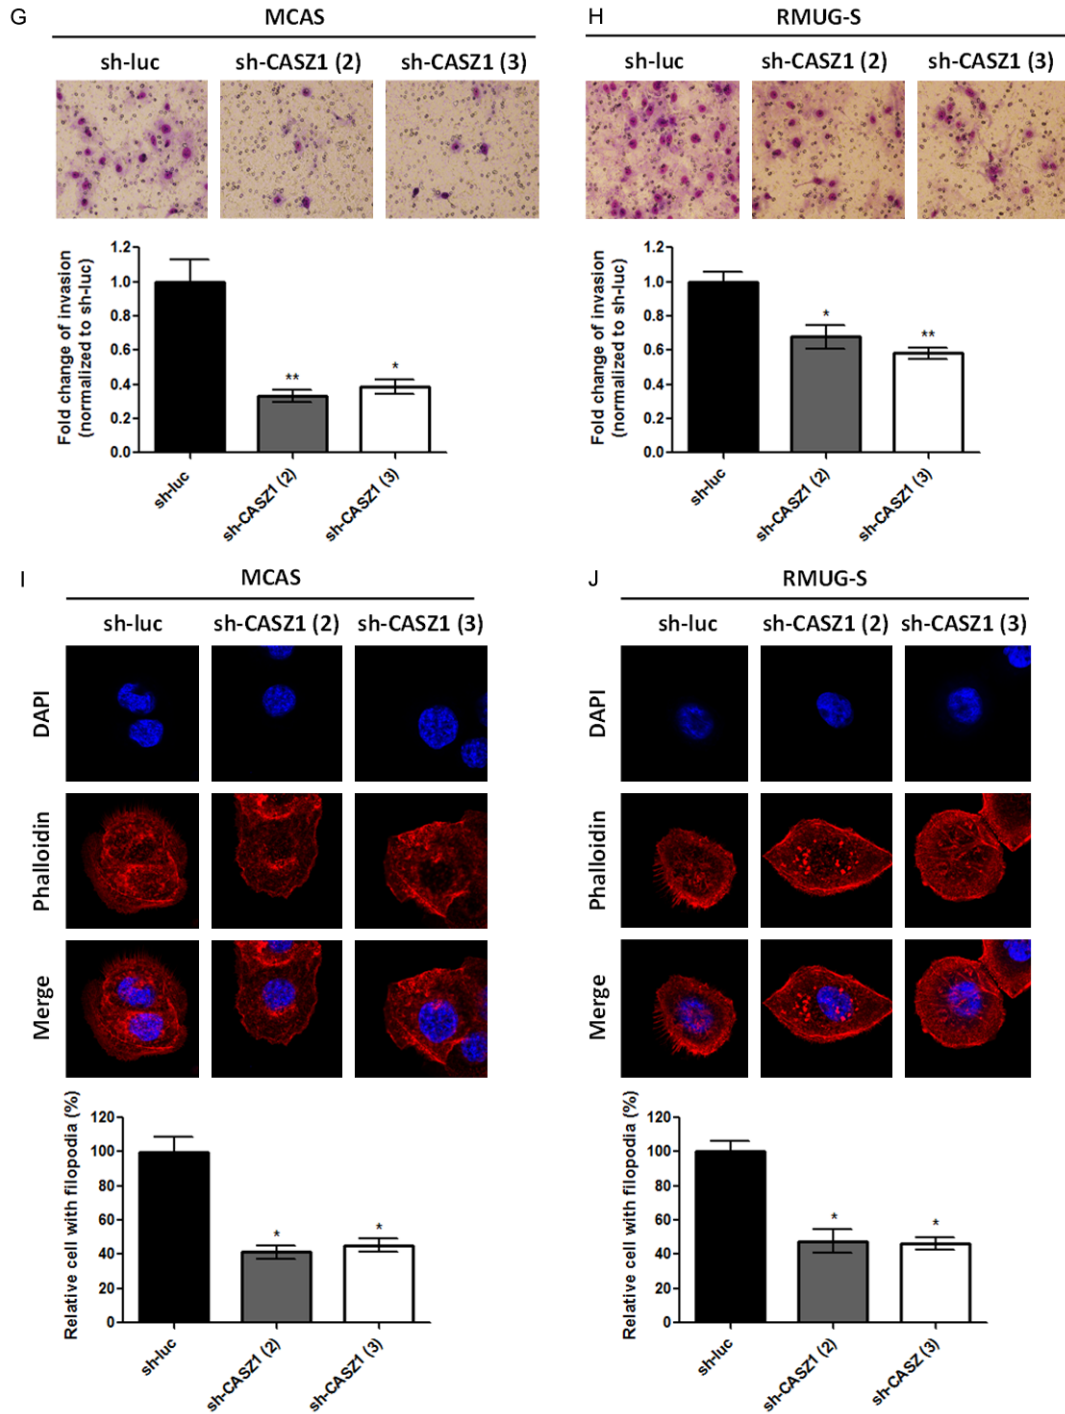 G
MCAS
sh-luc
sh-CASZ1 (2)
sh-CASZ1 (3)
Fold change of invasion
(normalized to sh-luc)
1.2
1.0
0.8
0.6
0.4
0.2
0.0
**
*
sh-luc
sh-CASZ1 (2)
sh-CASZ1 (3)
H
RMUG-S
sh-luc
sh-CASZ1 (2)
sh-CASZ1 (3)
Fold change of invasion
(normalized to sh-luc)
1.2
1.0
0.8
0.6
0.4
0.2
0.0
*
**
sh-luc
sh-CASZ1 (2)
sh-CASZ1 (3)
I
MCAS
sh-luc
sh-CASZ1 (2)
sh-CASZ1 (3)
DAPI
Phalloidin
Merge
Relative cell with filopodia (%)
120
100
80
60
40
20
0
*
*
sh-luc
sh-CASZ1 (2)
sh-CASZ1 (3)
J
RMUG-S
sh-luc
sh-CASZ1 (2)
sh-CASZ1 (3)
DAPI
Phalloidin
Merge
Relative cell with filopodia (%)
120
100
80
60
40
20
0
*
*
sh-luc
sh-CASZ1 (2)
sh-CASZ (3)